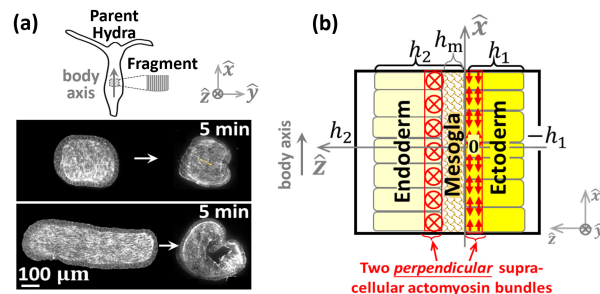 (a)
Parent
Hydra
Fragment
body
axis
x̂
ẑ
ŷ
5 min
5 min
100 μm
(b)
x̂
h₂
hₘ
h₁
Endoderm
Mesogla
Ectoderm
h₂
0
−h₁
body axis
ẑ
x̂
ẑ
ŷ
Two perpendicular supra-
cellular actomyosin bundles